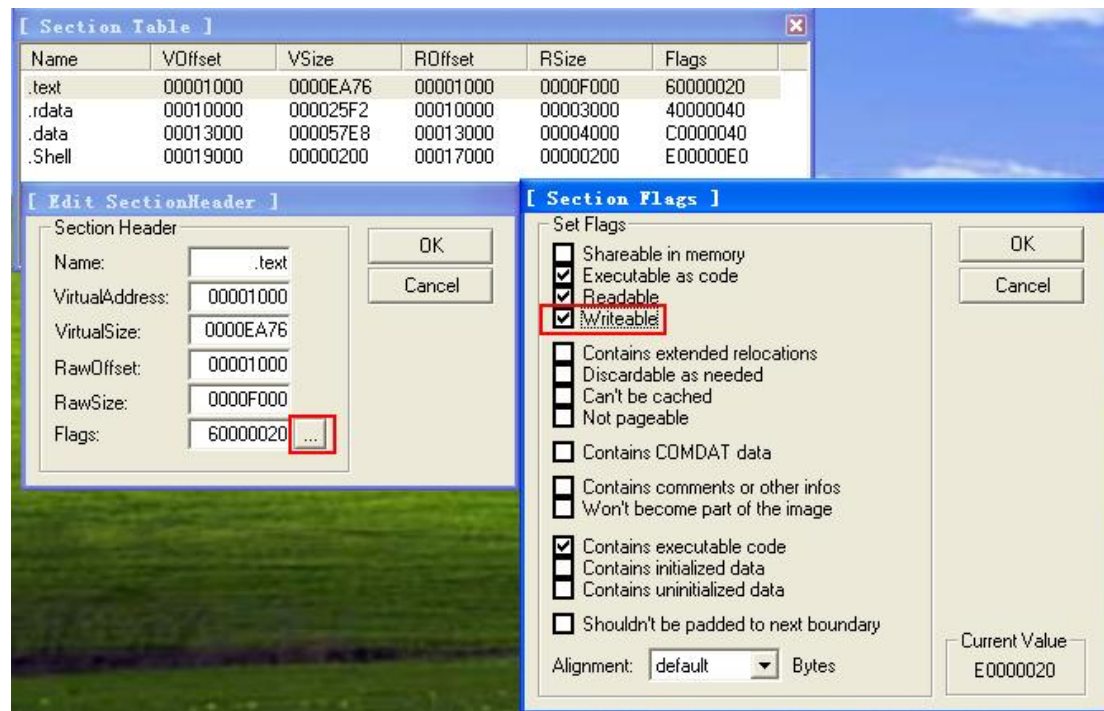 [ Section Table ]
Name VOffset VSize ROffset RSize Flags
.text 00001000 0000EA76 00001000 0000F000 60000020
.rdata 00010000 000025F2 00010000 00003000 40000040
.data 00013000 000057E8 00013000 00004000 C0000040
.Shell 00019000 00000200 00017000 00000200 E00000E0
[ Edit SectionHeader ]
Section Header
Name: .text
VirtualAddress: 00001000
VirtualSize: 0000EA76
RawOffset: 00001000
RawSize: 0000F000
Flags: 60000020 ...
OK
Cancel
[ Section Flags ]
Set Flags
Shareable in memory
Executable as code
Readable
Writeable
Contains extended relocations
Discardable as needed
Can't be cached
Not pageable
Contains COMDAT data
Contains comments or other infos
Won't become part of the image
Contains executable code
Contains initialized data
Contains uninitialized data
Shouldn't be padded to next boundary
Alignment: default Bytes
OK
Cancel
Current Value
E0000020